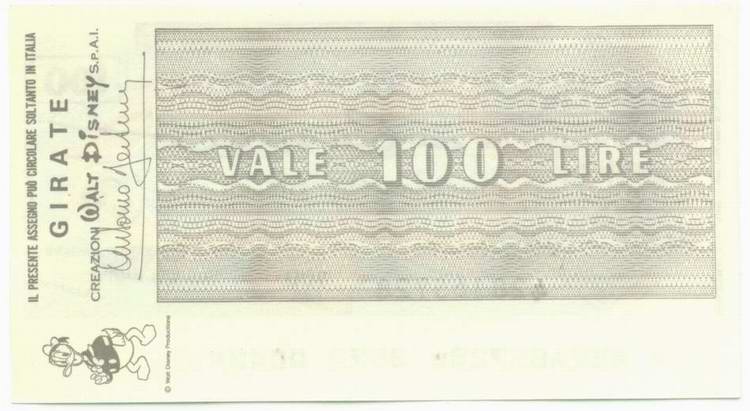 IL PRESENTE ASSEGNO PUÒ CIRCOLARE SOLTANTO IN ITALIA
GIRATE
CREAZIONI WALT DISNEY S.P.A.I.
© Walt Disney Productions
VALE 100 LIRE